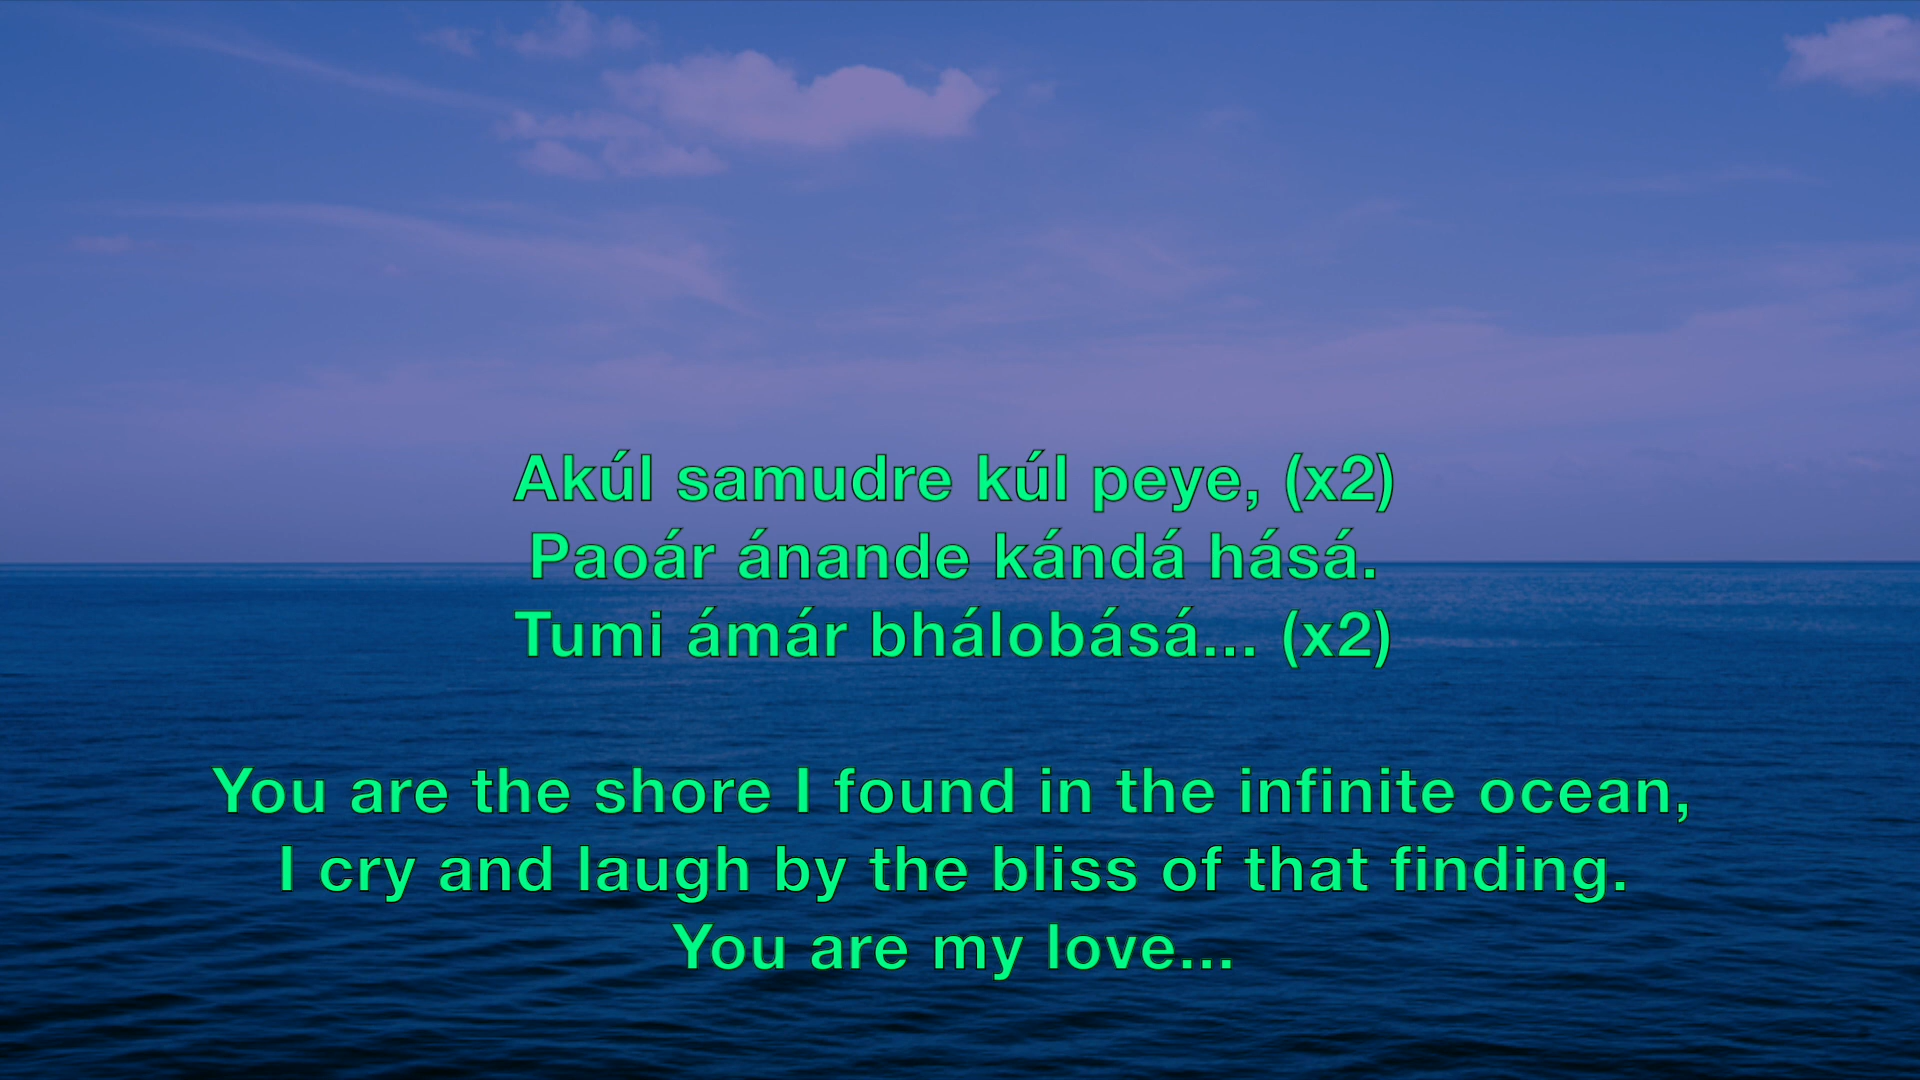 Akúl samudre kúl peye, (x2)
Paoár ánande kándá hásá.
Tumi ámár bhálobásá... (x2)
You are the shore I found in the infinite ocean,
I cry and laugh by the bliss of that finding.
You are my love...